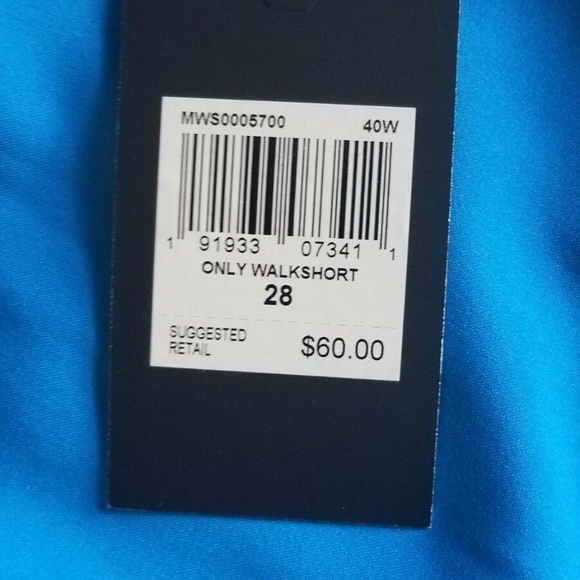 MWS0005700 40W
1 91933 07341 1
ONLY WALKSHORT
28
SUGGESTED
RETAIL $60.00